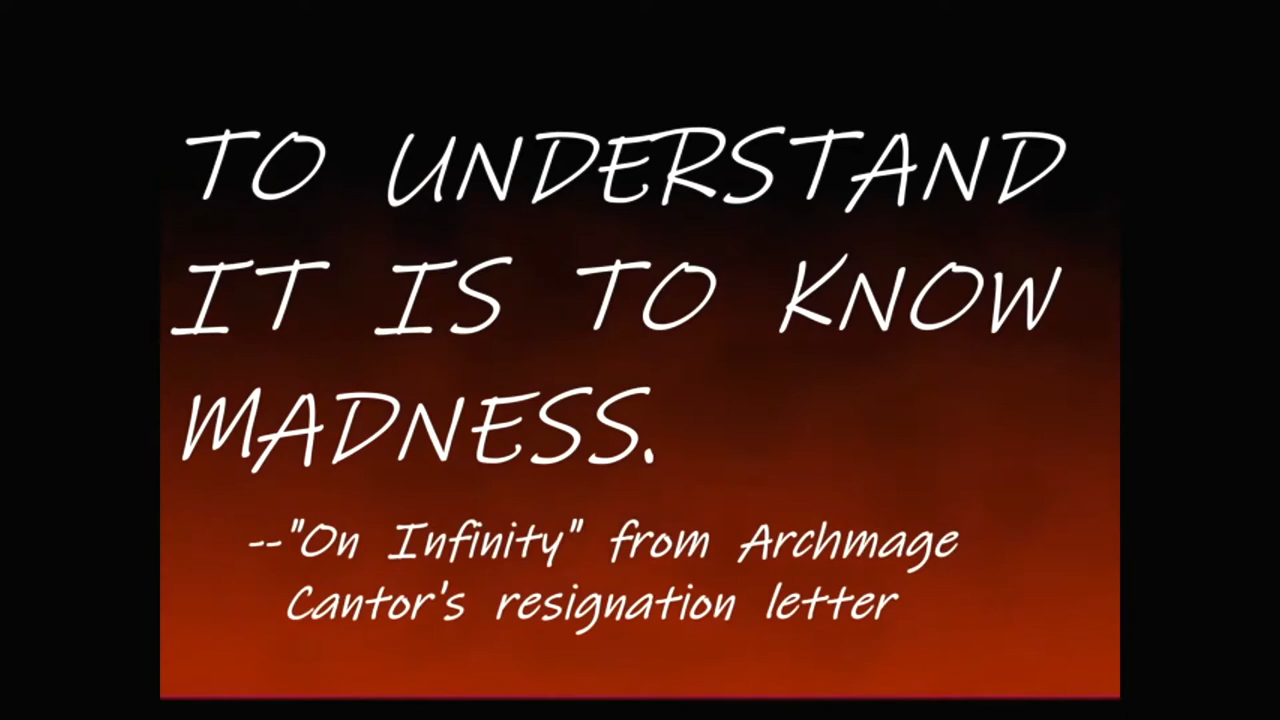 TO UNDERSTAND
IT IS TO KNOW
MADNESS.
--"On Infinity" from Archmage
Cantor's resignation letter